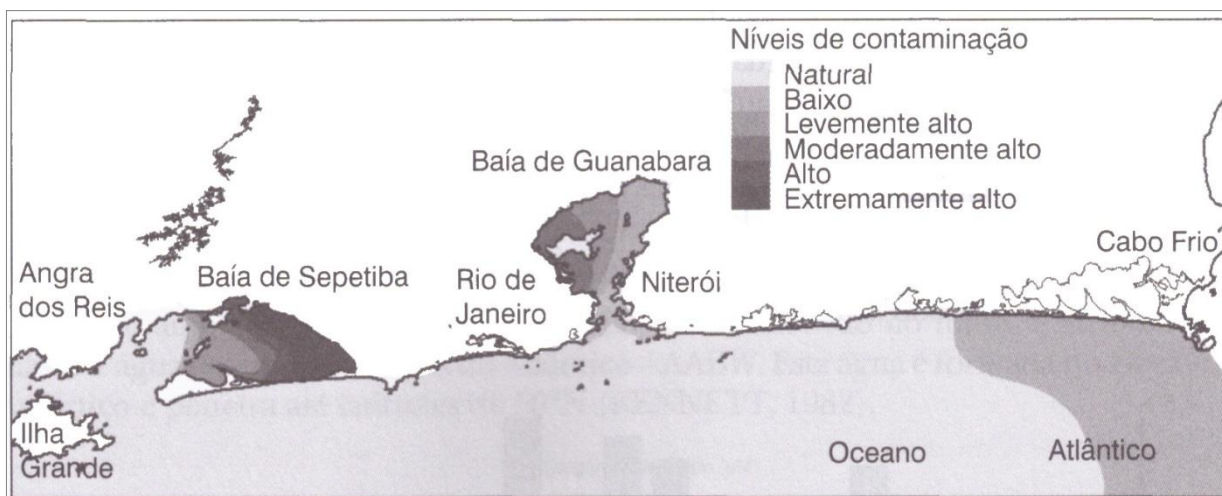 Níveis de contaminação
Natural
Baixo
Levemente alto
Moderadamente alto
Alto
Extremamente alto
Baía de Guanabara
Cabo Frio
Angra
dos Reis
Baía de Sepetiba
Rio de
Janeiro
Niterói
Ilha
Grande
Oceano
Atlântico